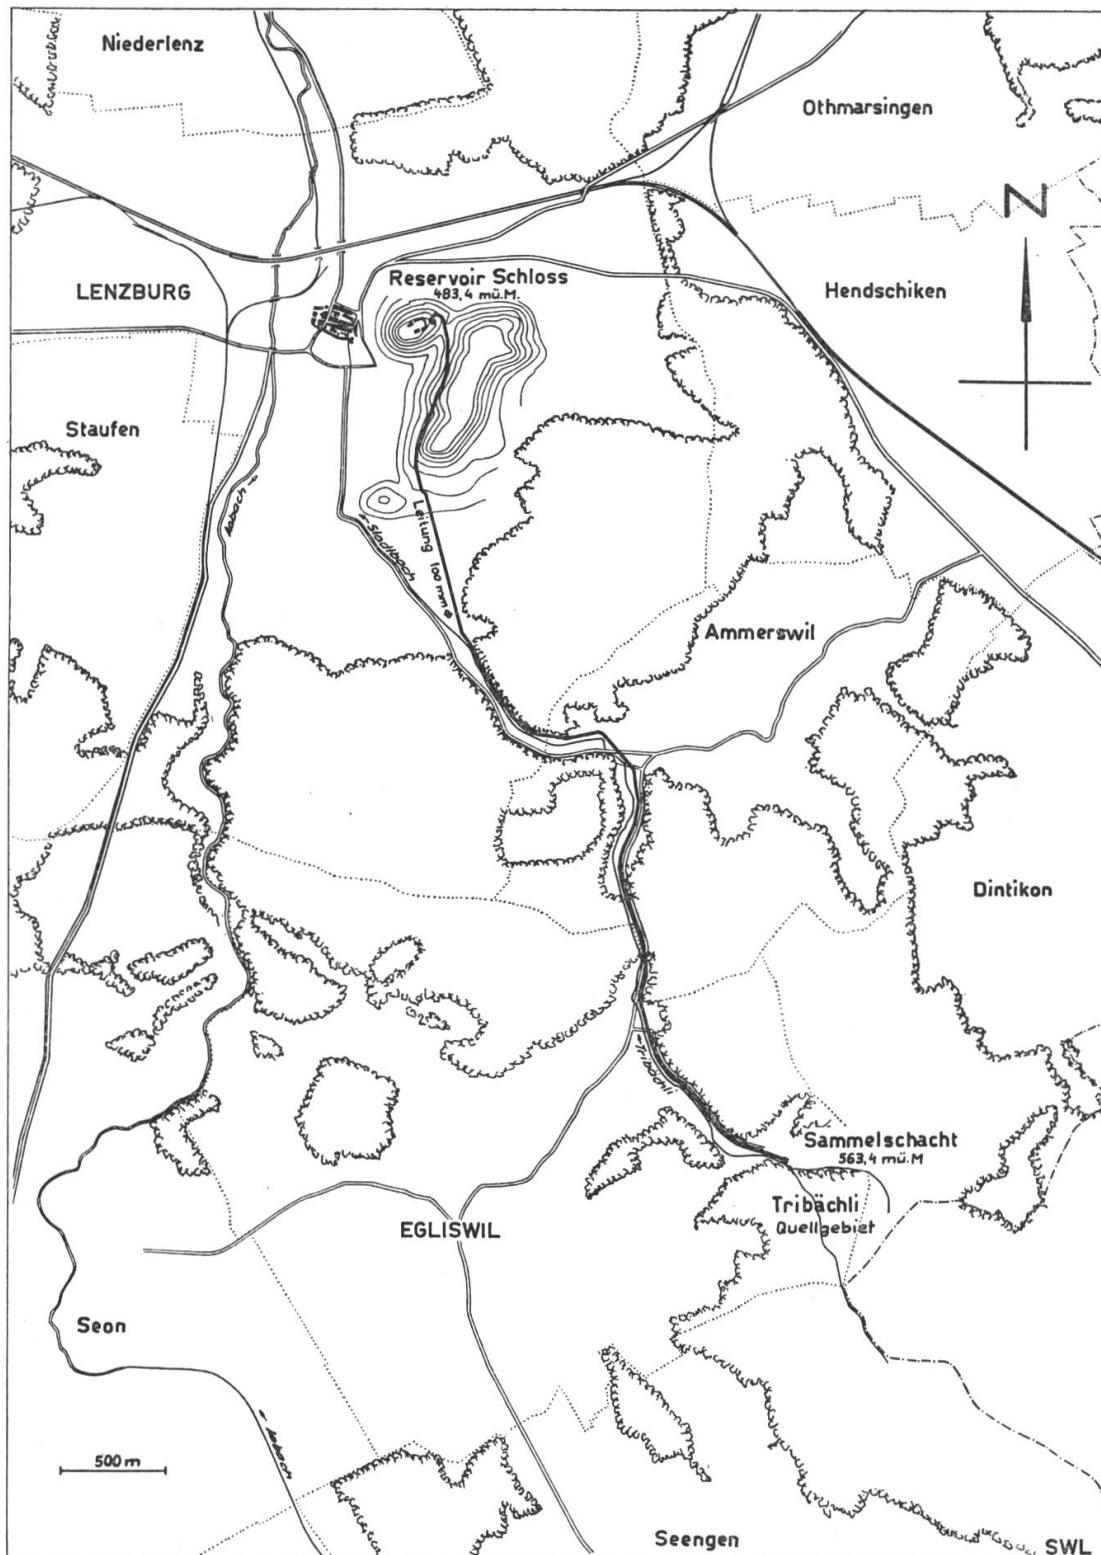 Niederlenz
Othmarsingen
N
LENZBURG
Reservoir Schloss
483,4 mü.M.
Hendschiken
Staufen
Aabach
←Stadtbach
Leitung 100 mm
Ammerswil
Dintikon
←Tribächli
Sammelschacht
563,4 mü.M
Tribächli
Quellgebiet
EGLISWIL
Seon
←Aabach
500 m
Seengen
SWL